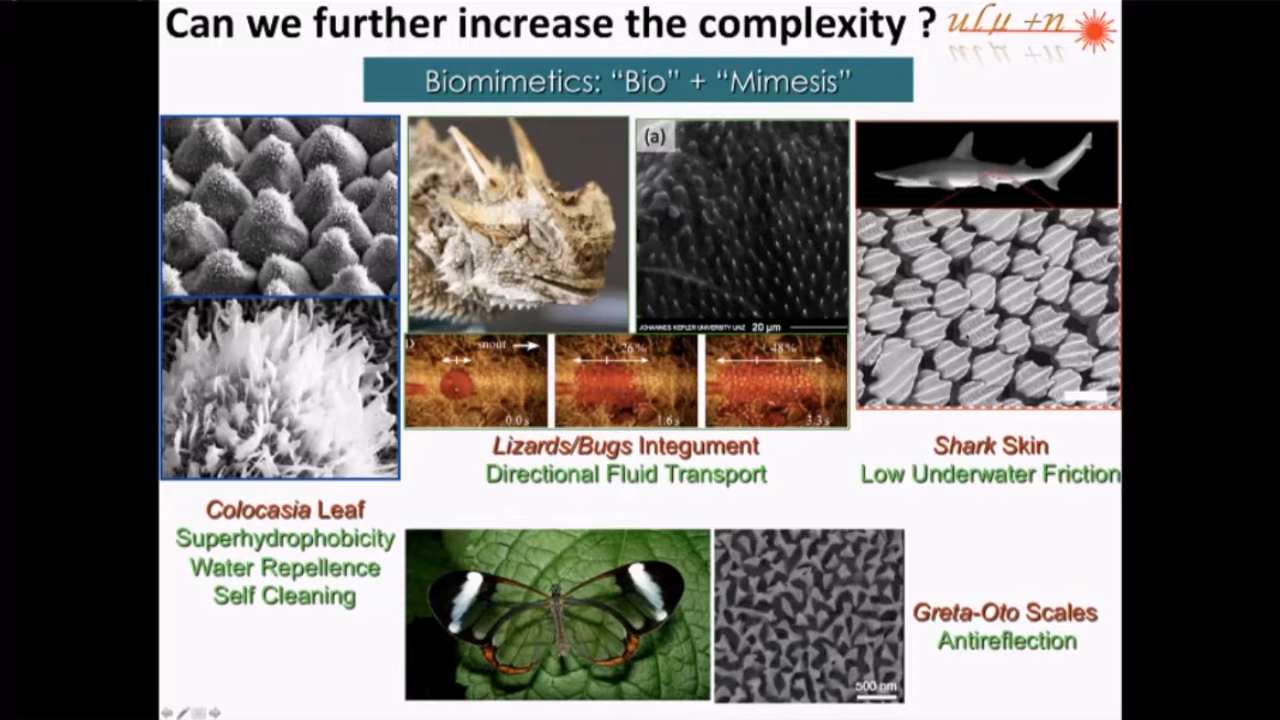 Can we further increase the complexity ?
Biomimetics: “Bio” + “Mimesis”
(a)
JOHANNES KEPLER UNIVERSITY LINZ 20 µm
snout
0.0 s
26%
1.6 s
48%
3.3 s
Lizards/Bugs Integument
Directional Fluid Transport
Shark Skin
Low Underwater Friction
Colocasia Leaf
Superhydrophobicity
Water Repellence
Self Cleaning
500 nm
Greta-Oto Scales
Antireflection